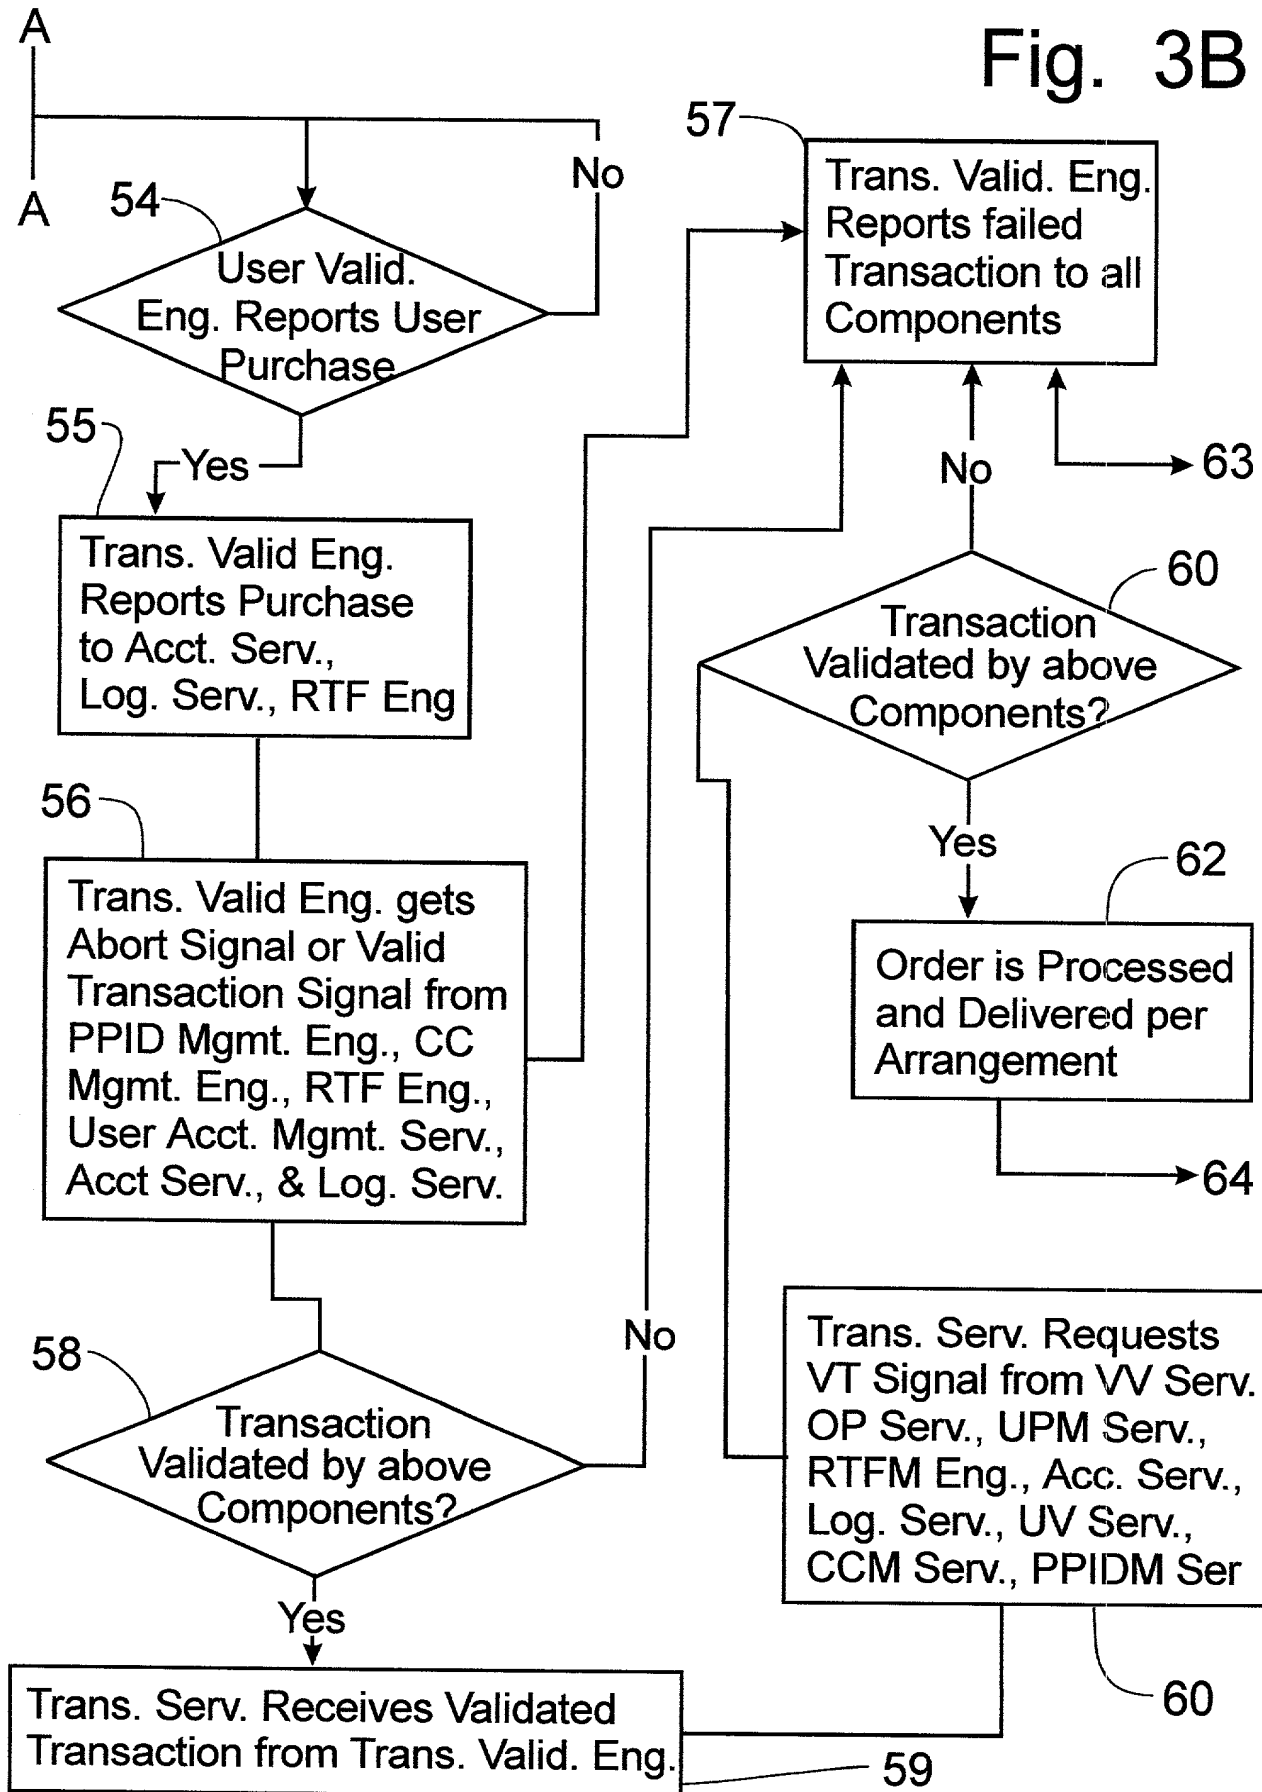 A
Fig. 3B
A
No
54
User Valid.
Eng. Reports User
Purchase
Yes
55
Trans. Valid Eng.
Reports Purchase
to Acct. Serv.,
Log. Serv., RTF Eng
56
Trans. Valid Eng. gets
Abort Signal or Valid
Transaction Signal from
PPID Mgmt. Eng., CC
Mgmt. Eng., RTF Eng.,
User Acct. Mgmt. Serv.,
Acct Serv., & Log. Serv.
58
Transaction
Validated by above
Components?
No
Yes
Trans. Serv. Receives Validated
Transaction from Trans. Valid. Eng.
59
57
Trans. Valid. Eng.
Reports failed
Transaction to all
Components
63
No
60
Transaction
Validated by above
Components?
Yes
62
Order is Processed
and Delivered per
Arrangement
64
Trans. Serv. Requests
VT Signal from VV Serv.
OP Serv., UPM Serv.,
RTFM Eng., Acc. Serv.,
Log. Serv., UV Serv.,
CCM Serv., PPIDM Ser
60